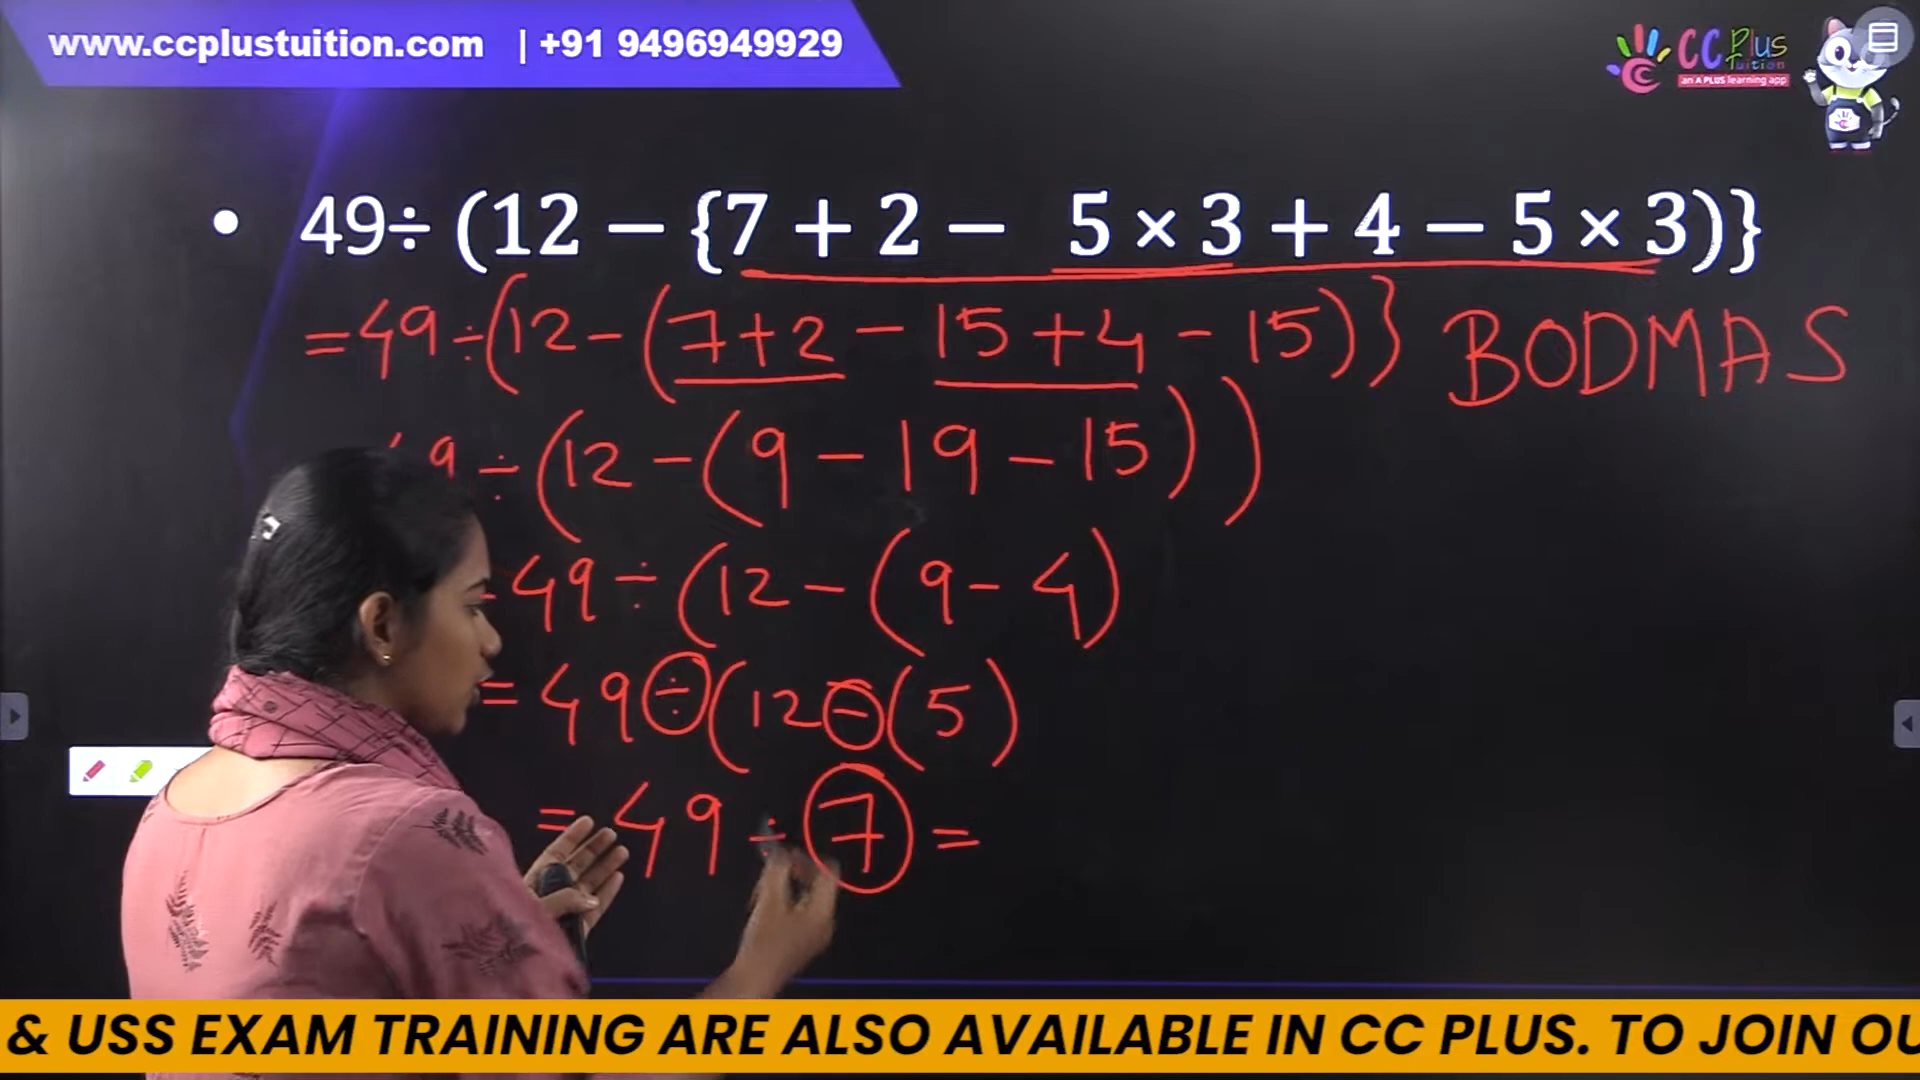 www.ccplustuition.com | +91 9496949929
CC Plus
Tuition
an A PLUS learning app
• 49÷ (12 − {7 + 2 − 5 × 3 + 4 − 5 × 3)}
=49÷(12−(7+2−15+4−15)} BODMAS
49÷(12−(9−19−15))
=49÷(12−(9−4)
=49÷(12−(5)
=49÷7=
& USS EXAM TRAINING ARE ALSO AVAILABLE IN CC PLUS. TO JOIN OU